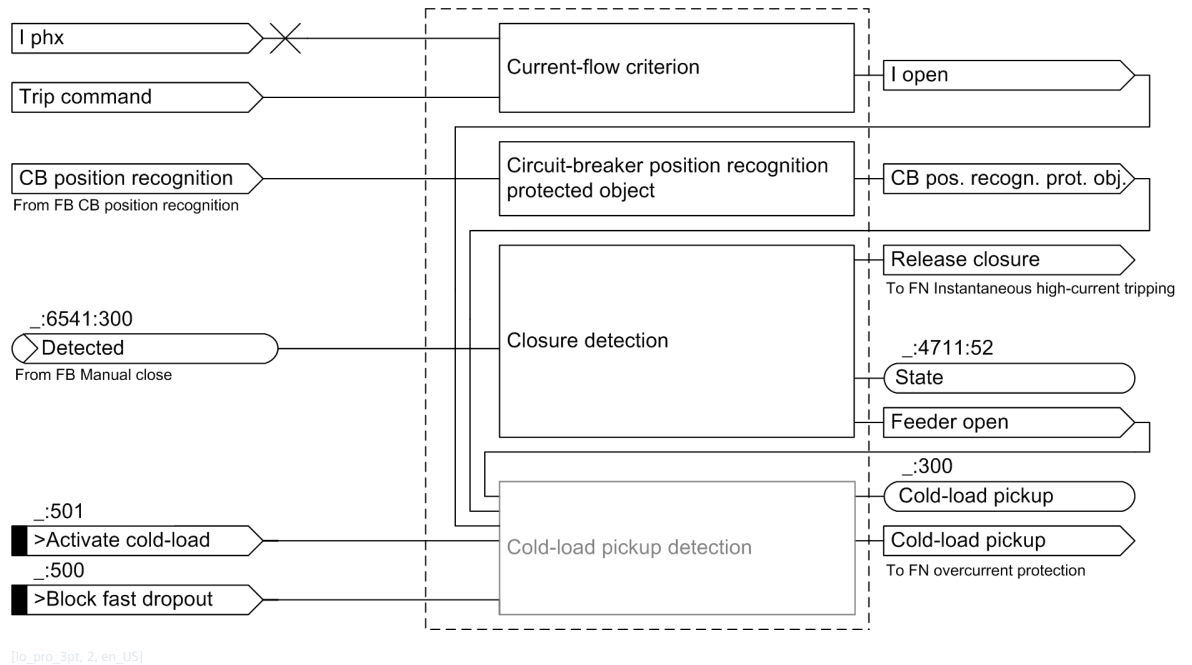 I phx
Current-flow criterion
I open
Trip command
Circuit-breaker position recognition
protected object
CB position recognition
From FB CB position recognition
CB pos. recogn. prot. obj.
Release closure
To FN Instantaneous high-current tripping
_:6541:300
Detected
From FB Manual close
Closure detection
_:4711:52
State
Feeder open
_:300
Cold-load pickup
_:501
>Activate cold-load
Cold-load pickup detection
Cold-load pickup
To FN overcurrent protection
_:500
>Block fast dropout
[lo_pro_3pt, 2, en_US]